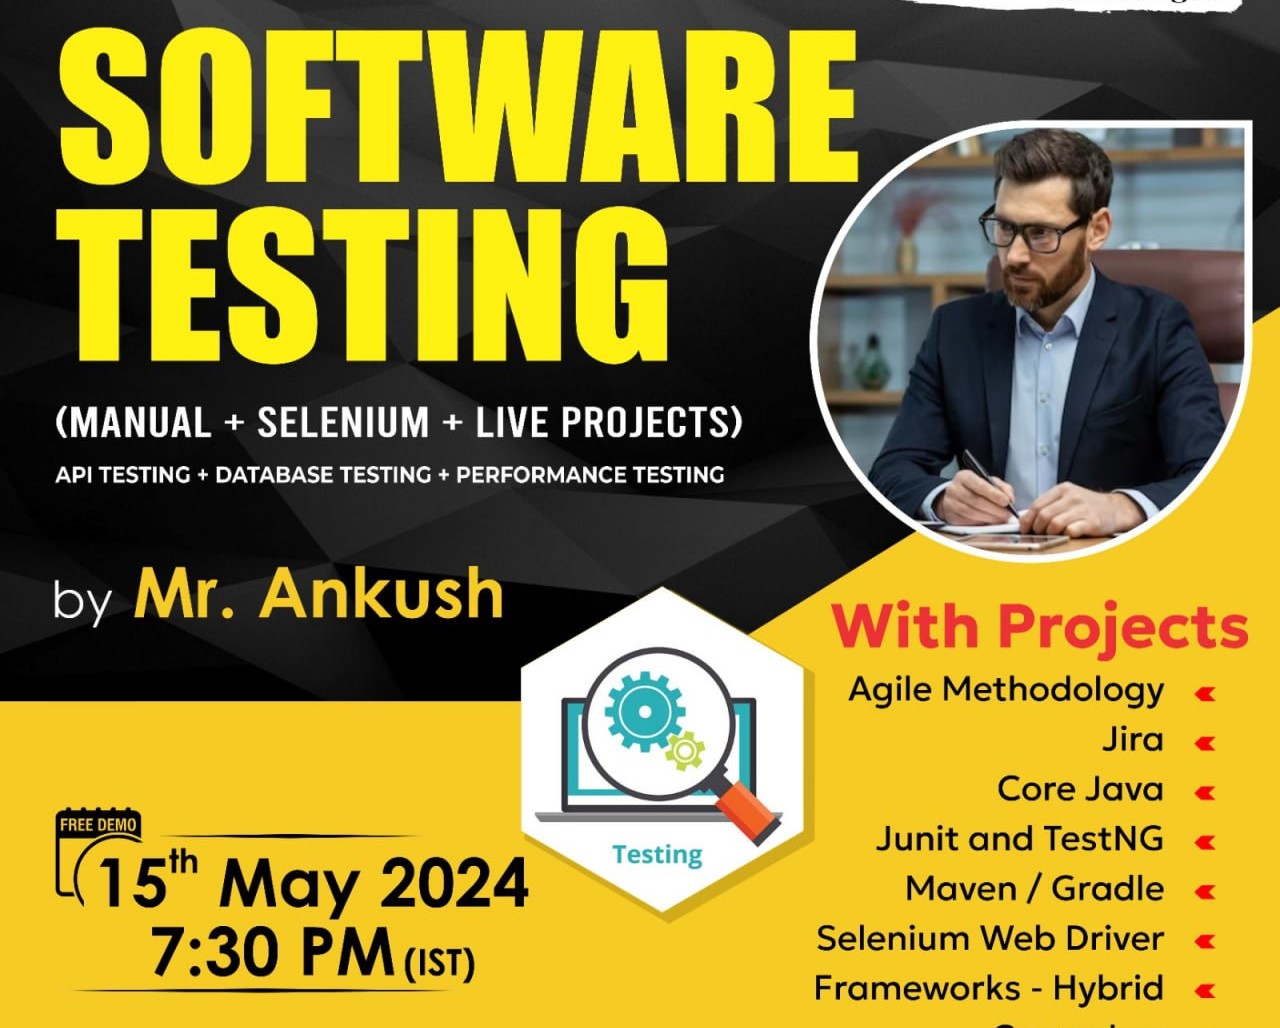 SOFTWARE
TESTING
(MANUAL + SELENIUM + LIVE PROJECTS)
API TESTING + DATABASE TESTING + PERFORMANCE TESTING
by Mr. Ankush
Testing
FREE DEMO
15th May 2024
7:30 PM (IST)
With Projects
Agile Methodology
Jira
Core Java
Junit and TestNG
Maven / Gradle
Selenium Web Driver
Frameworks - Hybrid